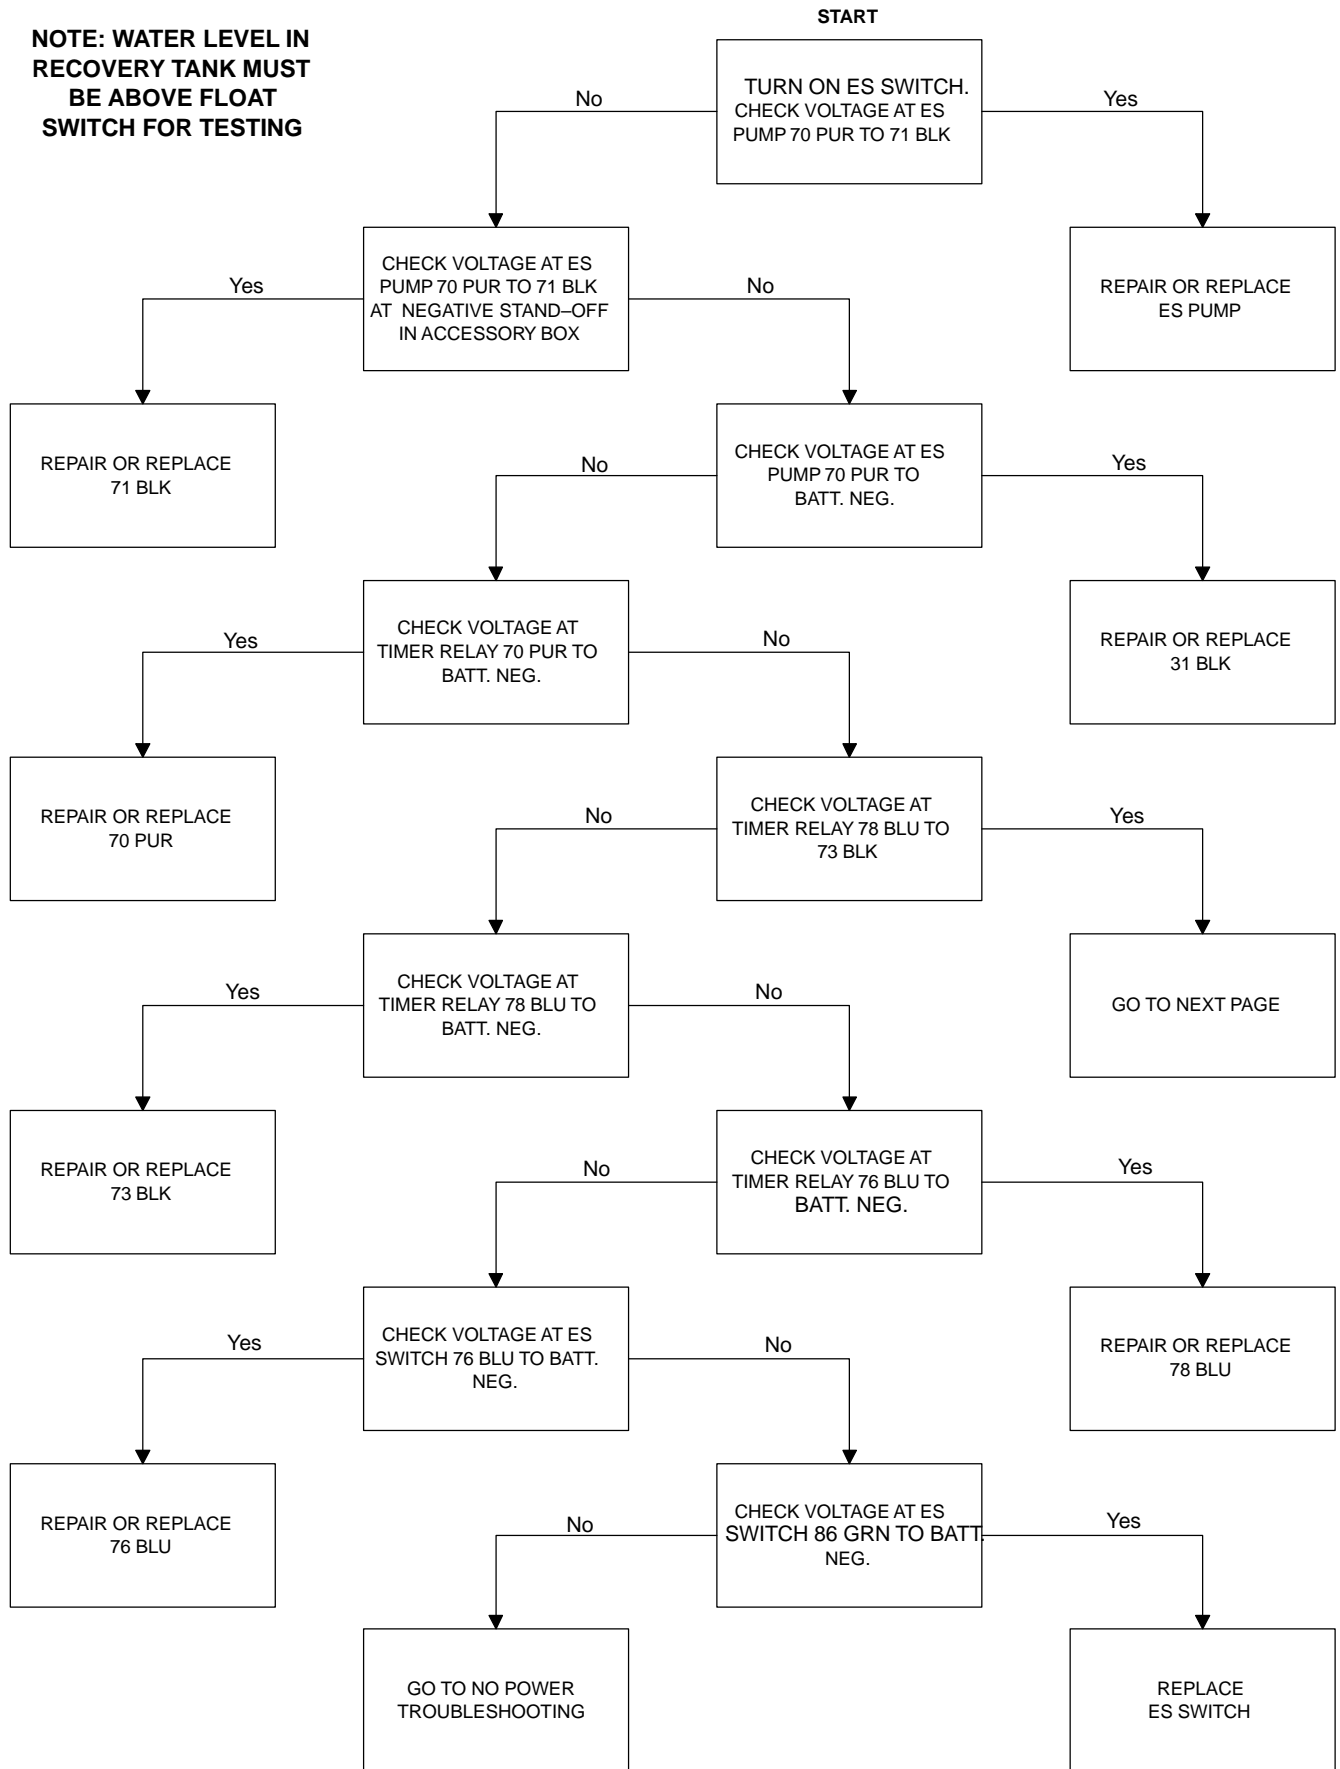 START
NOTE: WATER LEVEL IN
RECOVERY TANK MUST
BE ABOVE FLOAT
SWITCH FOR TESTING
TURN ON ES SWITCH.
CHECK VOLTAGE AT ES
PUMP 70 PUR TO 71 BLK
No
Yes
CHECK VOLTAGE AT ES
PUMP 70 PUR TO 71 BLK
AT NEGATIVE STAND–OFF
IN ACCESSORY BOX
Yes
No
REPAIR OR REPLACE
ES PUMP
REPAIR OR REPLACE
71 BLK
CHECK VOLTAGE AT ES
PUMP 70 PUR TO
BATT. NEG.
No
Yes
CHECK VOLTAGE AT
TIMER RELAY 70 PUR TO
BATT. NEG.
Yes
No
REPAIR OR REPLACE
31 BLK
REPAIR OR REPLACE
70 PUR
CHECK VOLTAGE AT
TIMER RELAY 78 BLU TO
73 BLK
No
Yes
CHECK VOLTAGE AT
TIMER RELAY 78 BLU TO
BATT. NEG.
Yes
No
GO TO NEXT PAGE
REPAIR OR REPLACE
73 BLK
CHECK VOLTAGE AT
TIMER RELAY 76 BLU TO
BATT. NEG.
No
Yes
CHECK VOLTAGE AT ES
SWITCH 76 BLU TO BATT.
NEG.
Yes
No
REPAIR OR REPLACE
78 BLU
REPAIR OR REPLACE
76 BLU
CHECK VOLTAGE AT ES
SWITCH 86 GRN TO BATT.
NEG.
No
Yes
GO TO NO POWER
TROUBLESHOOTING
REPLACE
ES SWITCH